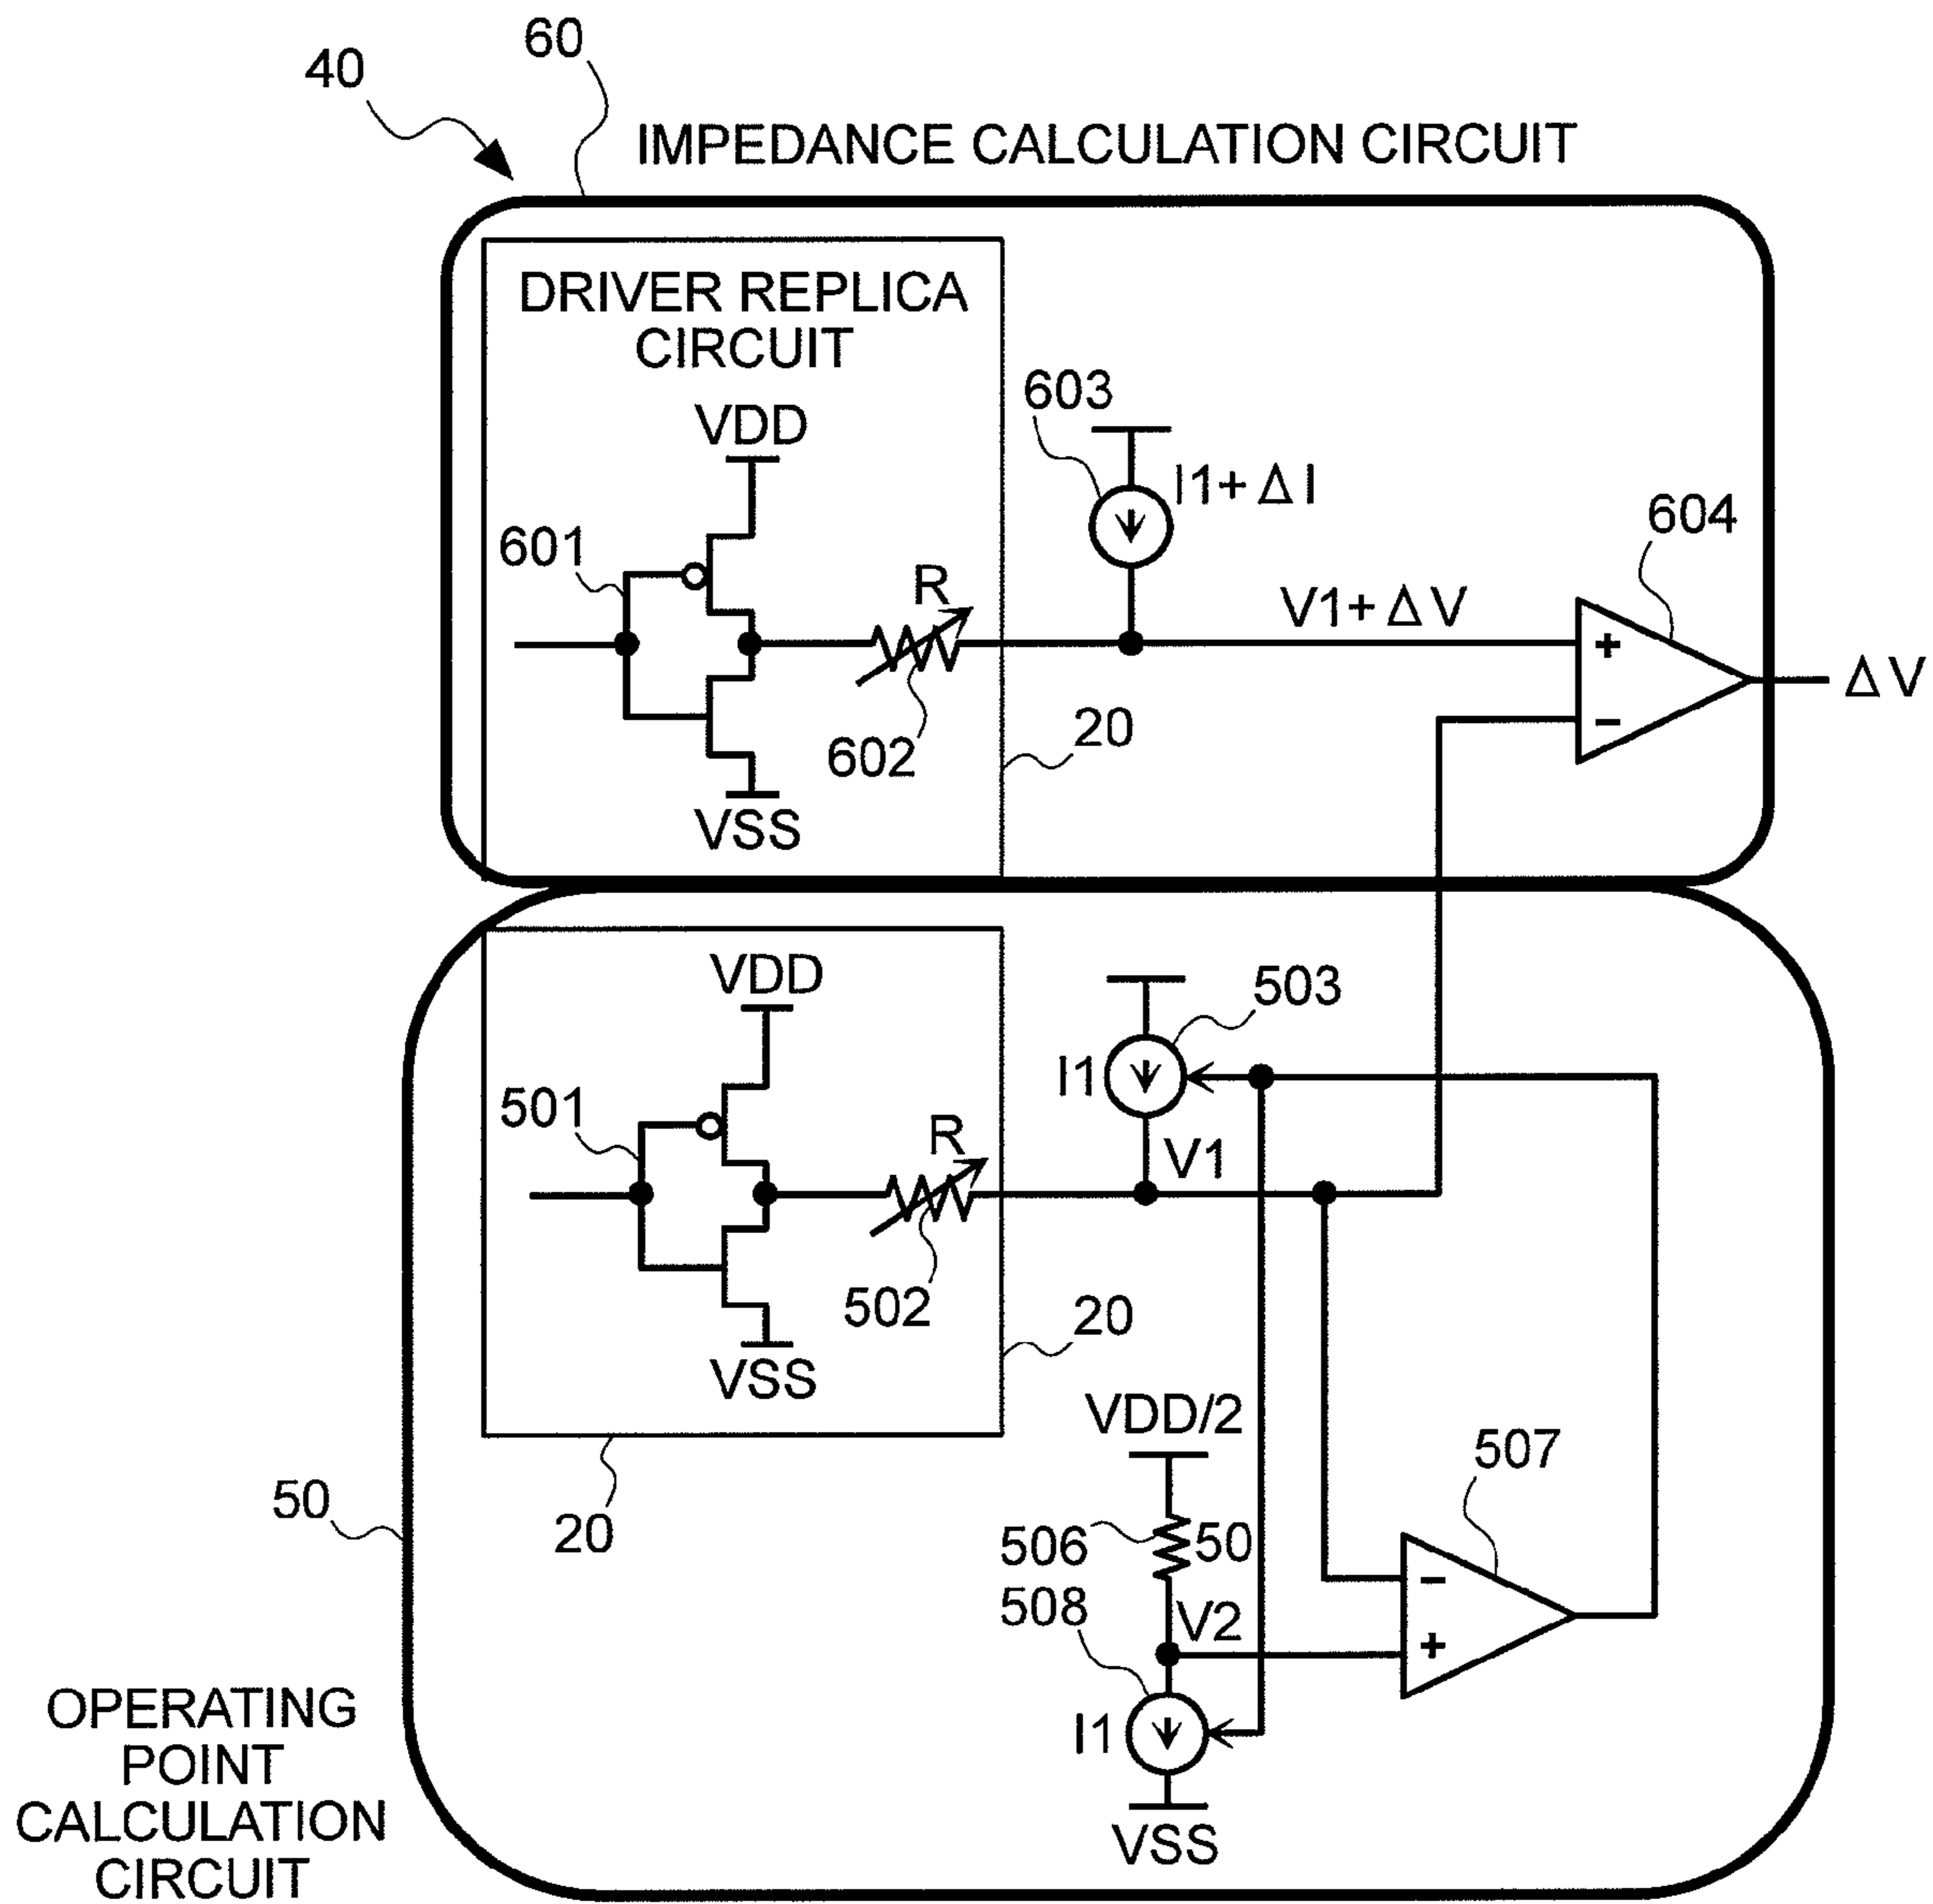 40
60
IMPEDANCE CALCULATION CIRCUIT
DRIVER REPLICA
CIRCUIT
VDD
601
R
602
VSS
20
603
I1+ΔI
V1+ΔV
604
+
−
ΔV
VDD
501
R
502
VSS
20
20
503
I1
V1
VDD/2
506
50
508
V2
I1
VSS
507
−
+
50
OPERATING
POINT
CALCULATION
CIRCUIT